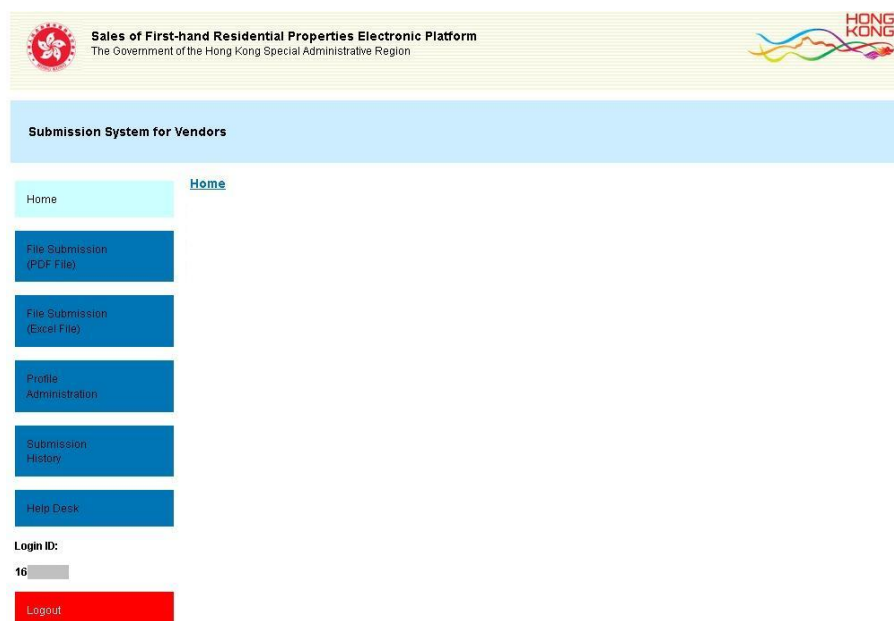 Sales of First-hand Residential Properties Electronic Platform
The Government of the Hong Kong Special Administrative Region
HONG
KONG
Submission System for Vendors
Home
Home
File Submission
(PDF File)
File Submission
(Excel File)
Profile
Administration
Submission
History
Help Desk
Login ID:
16
Logout